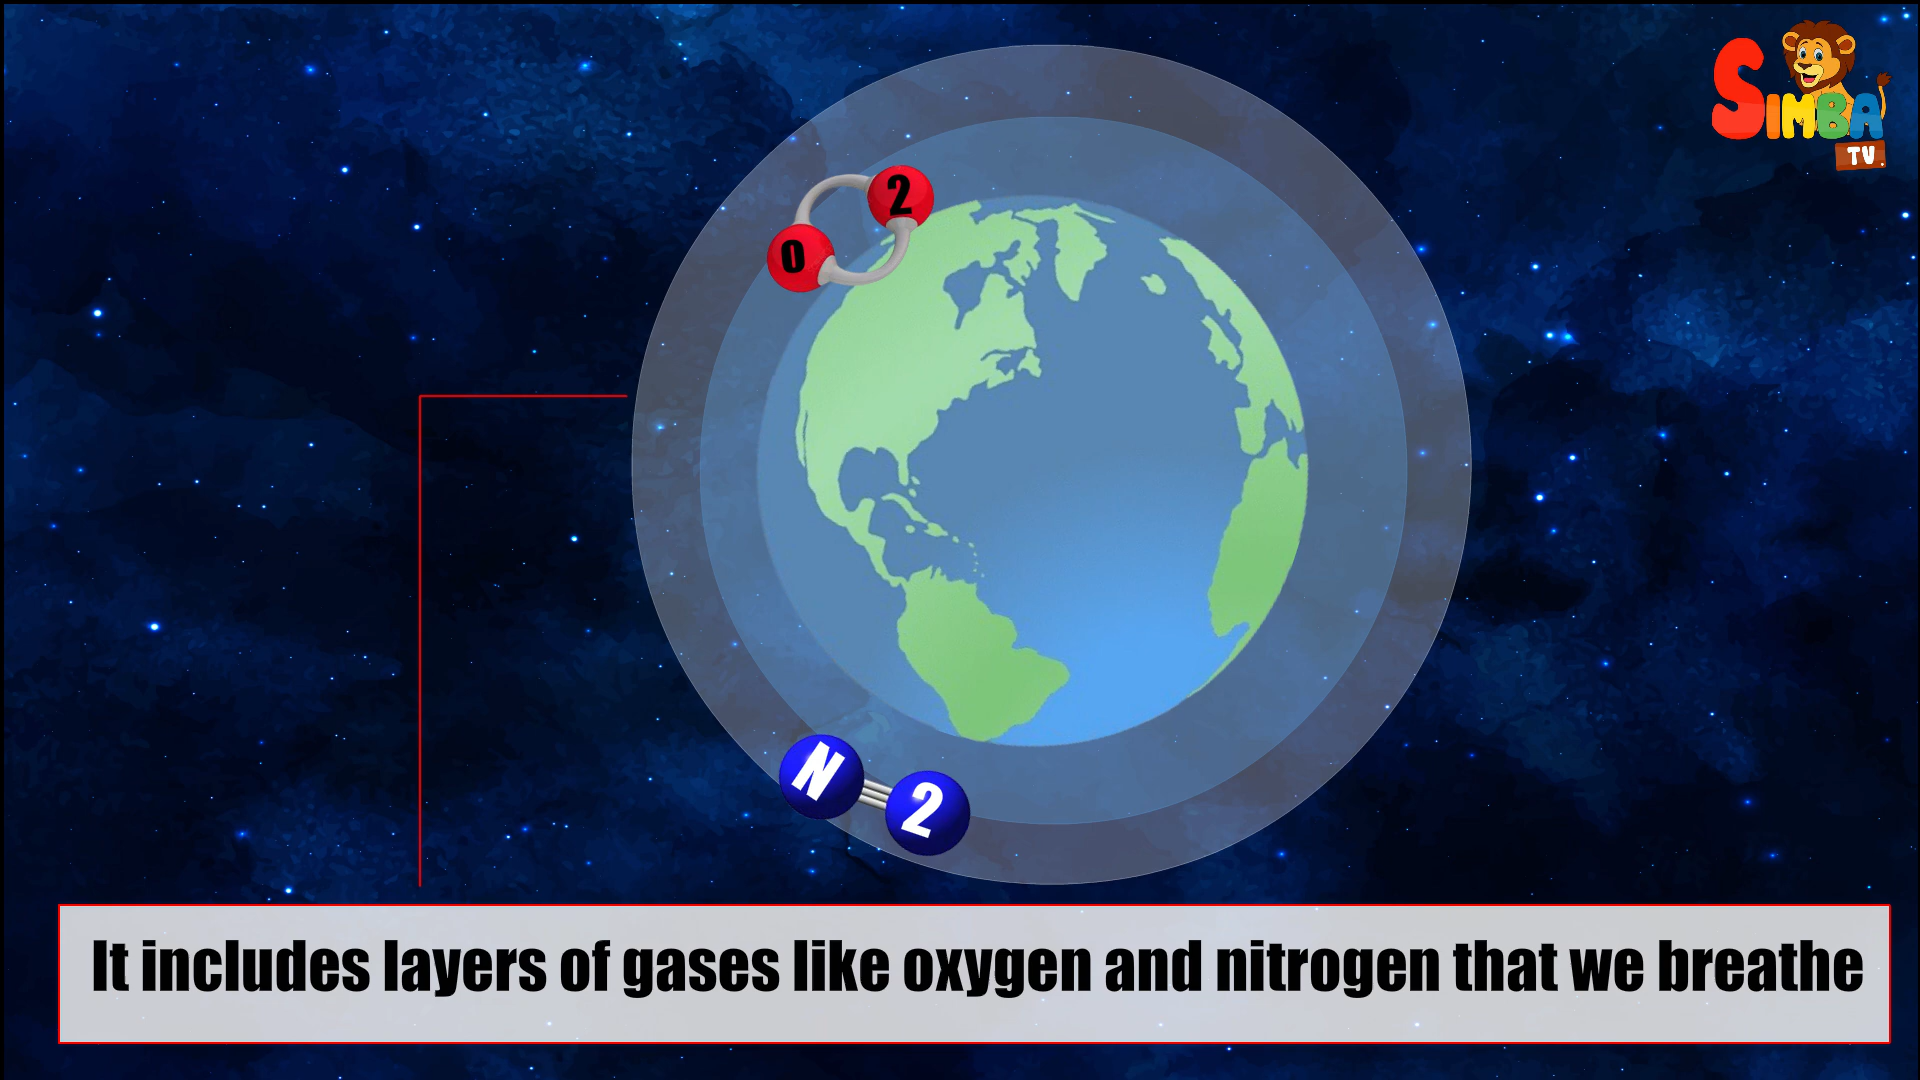 SIMBA
TV
O 2
N 2
It includes layers of gases like oxygen and nitrogen that we breathe